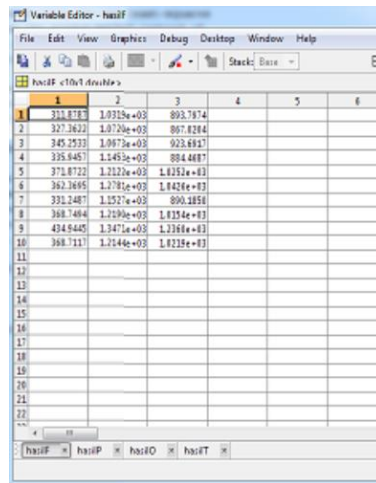 Variable Editor - hasilF
File Edit View Graphics Debug Desktop Window Help
Stack: Base
hasilF <10x3 double>
1 2 3 4 5 6
1 311.8787 1.0319e+03 893.7674
2 327.3622 1.0720e+03 867.0204
3 345.2533 1.0673e+03 923.6917
4 335.9457 1.1453e+03 884.4687
5 371.8722 1.2122e+03 1.0252e+03
6 362.3695 1.2781e+03 1.0426e+03
7 331.2487 1.1527e+03 890.1850
8 368.7494 1.2190e+03 1.0154e+03
9 434.9445 1.3471e+03 1.2360e+03
10 368.7117 1.2144e+03 1.0219e+03
11
12
13
14
15
16
17
18
19
20
21
22
hasilF hasilP hasilO hasilT